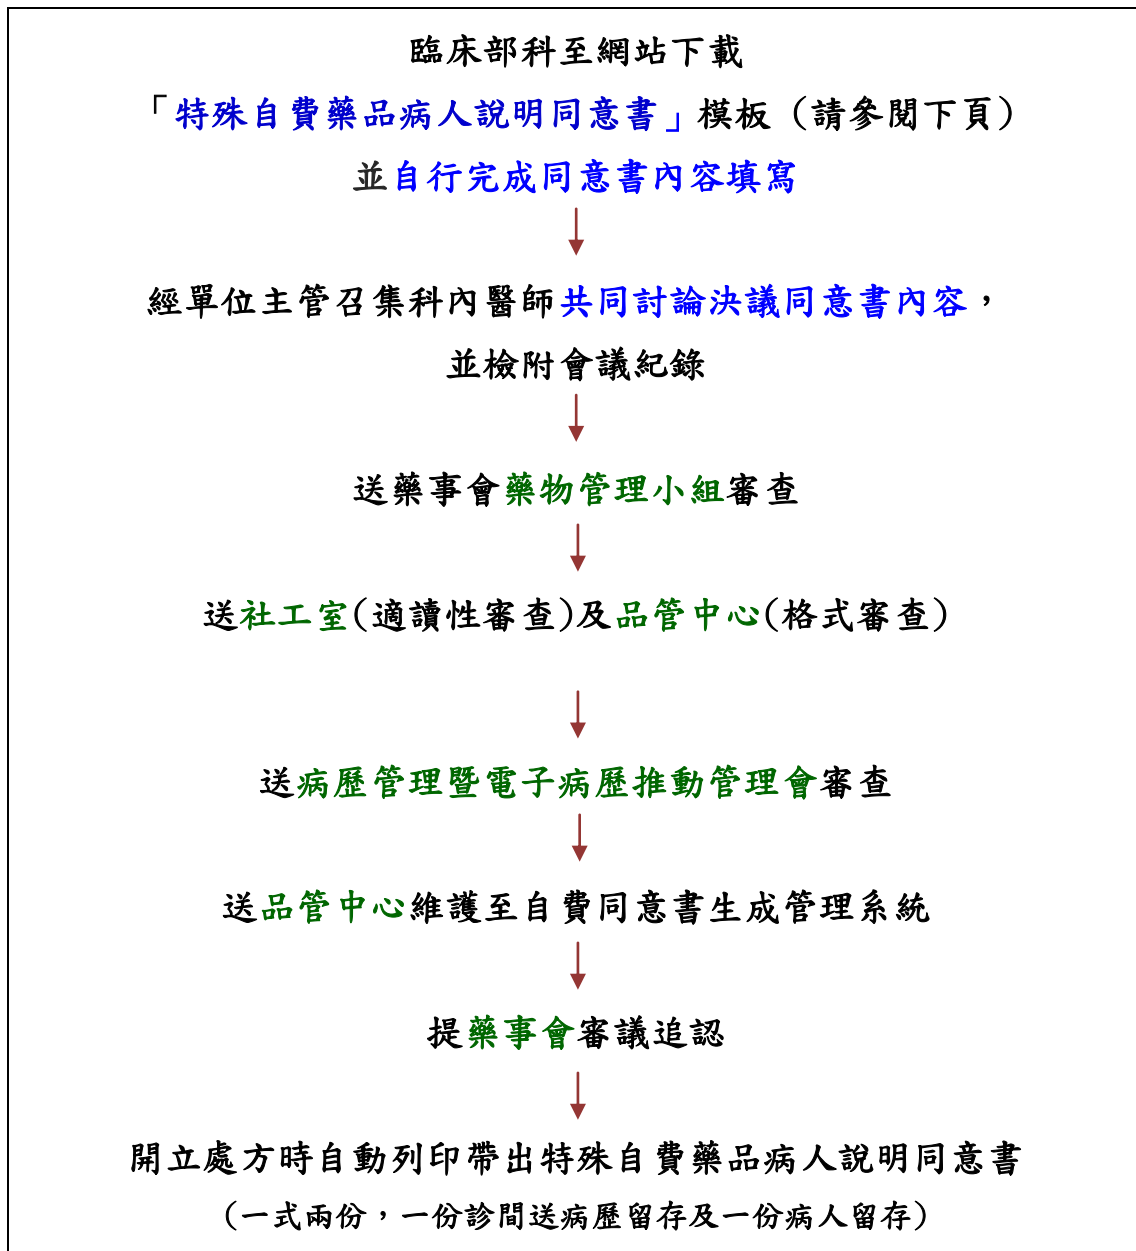 臨床部科至網站下載
「特殊自費藥品病人說明同意書」模板（請參閱下頁）
並自行完成同意書內容填寫
經單位主管召集科內醫師共同討論決議同意書內容，
並檢附會議紀錄
送藥事會藥物管理小組審查
送社工室(適讀性審查)及品管中心(格式審查)
送病歷管理暨電子病歷推動管理會審查
送品管中心維護至自費同意書生成管理系統
提藥事會審議追認
開立處方時自動列印帶出特殊自費藥品病人說明同意書
（一式兩份，一份診間送病歷留存及一份病人留存）